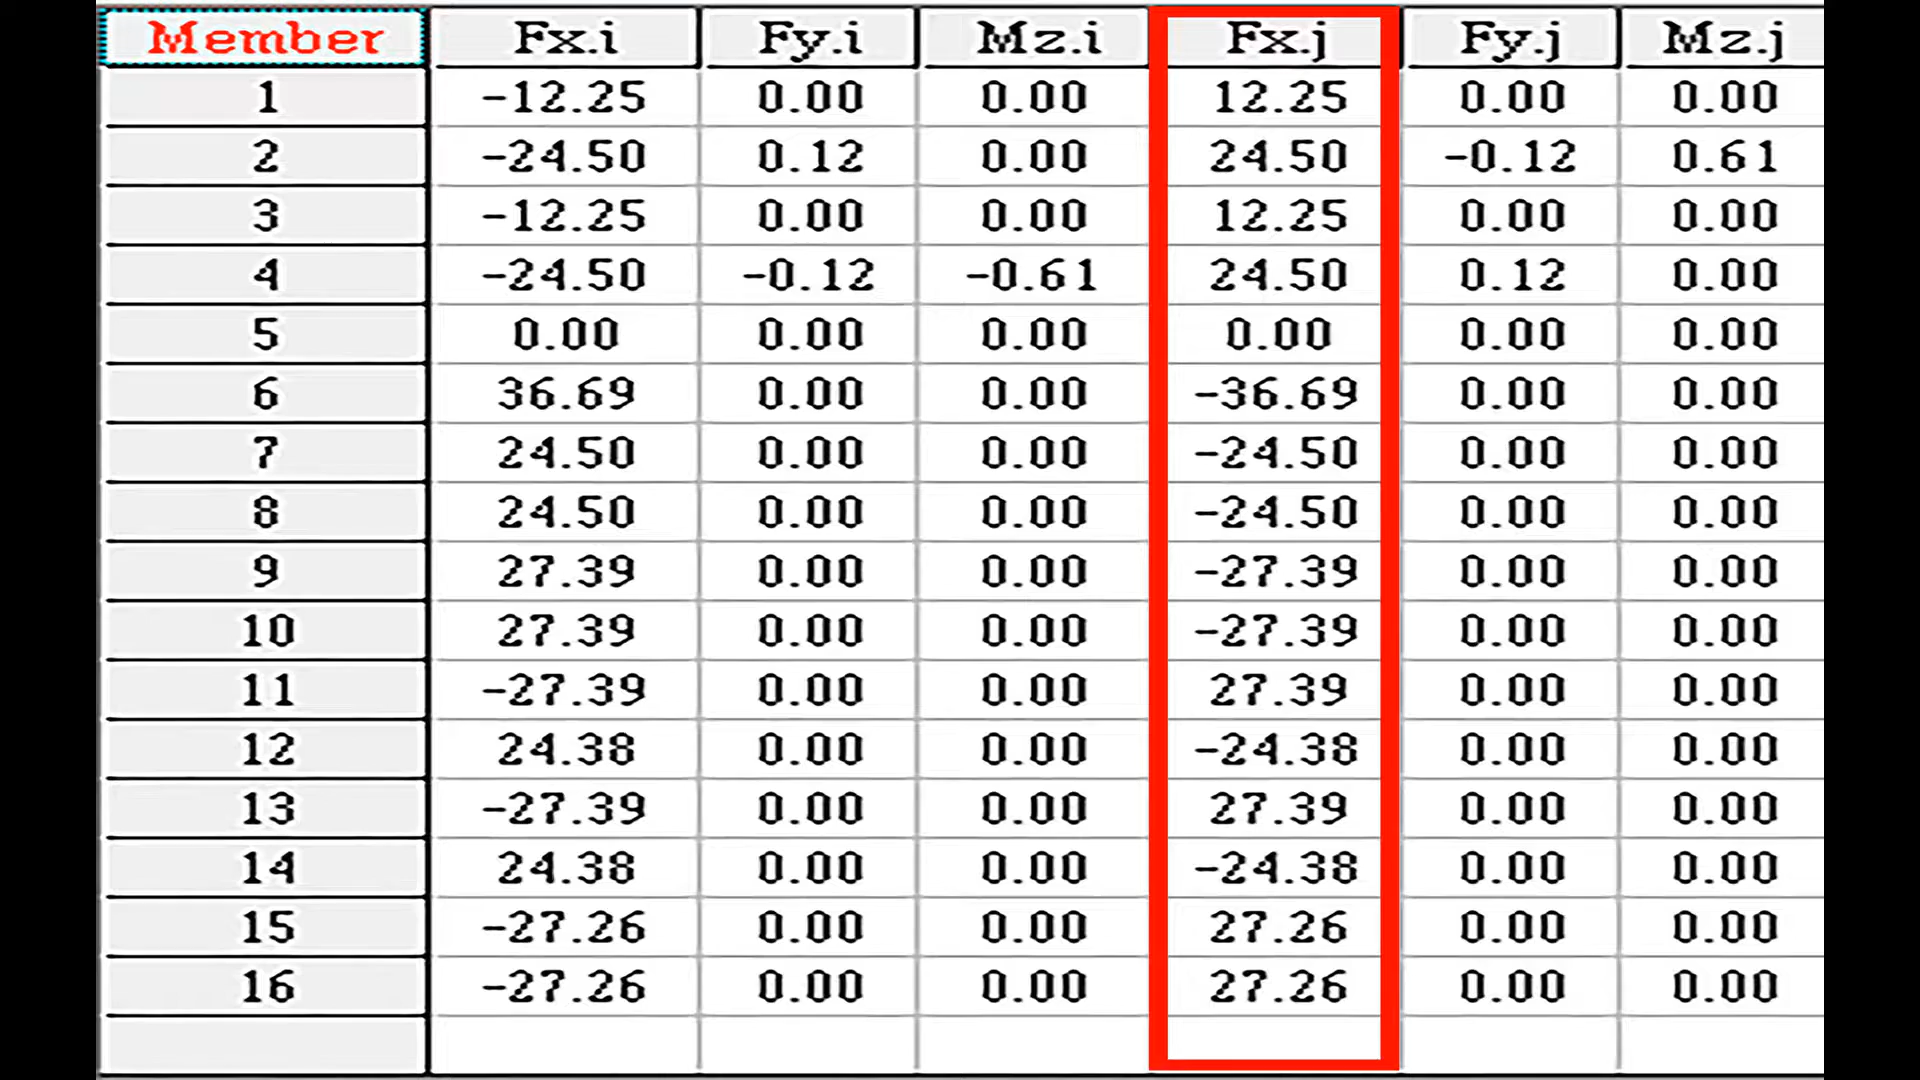 Member Fx.i Fy.i Mz.i Fx.j Fy.j Mz.j
1 -12.25 0.00 0.00 12.25 0.00 0.00
2 -24.50 0.12 0.00 24.50 -0.12 0.61
3 -12.25 0.00 0.00 12.25 0.00 0.00
4 -24.50 -0.12 -0.61 24.50 0.12 0.00
5 0.00 0.00 0.00 0.00 0.00 0.00
6 36.69 0.00 0.00 -36.69 0.00 0.00
7 24.50 0.00 0.00 -24.50 0.00 0.00
8 24.50 0.00 0.00 -24.50 0.00 0.00
9 27.39 0.00 0.00 -27.39 0.00 0.00
10 27.39 0.00 0.00 -27.39 0.00 0.00
11 -27.39 0.00 0.00 27.39 0.00 0.00
12 24.38 0.00 0.00 -24.38 0.00 0.00
13 -27.39 0.00 0.00 27.39 0.00 0.00
14 24.38 0.00 0.00 -24.38 0.00 0.00
15 -27.26 0.00 0.00 27.26 0.00 0.00
16 -27.26 0.00 0.00 27.26 0.00 0.00